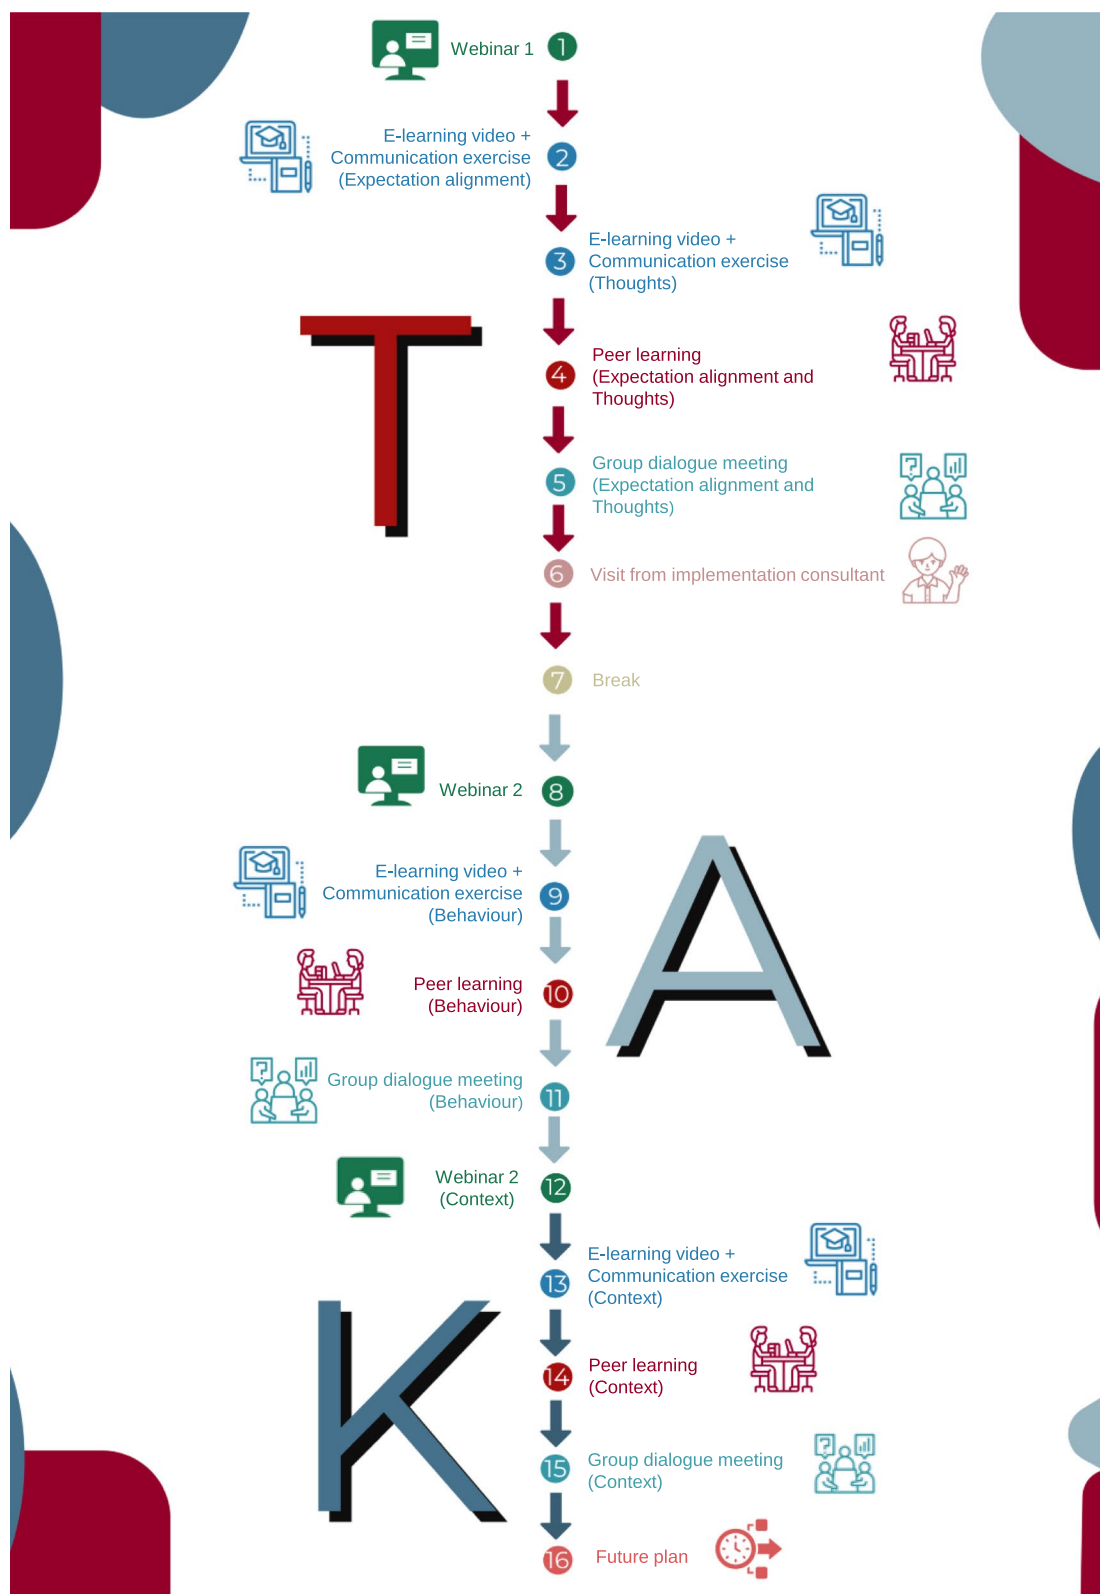 Webinar 1
1
E-learning video +
Communication exercise
(Expectation alignment)
2
3
E-learning video +
Communication exercise
(Thoughts)
T
4
Peer learning
(Expectation alignment and
Thoughts)
5
Group dialogue meeting
(Expectation alignment and
Thoughts)
6
Visit from implementation consultant
7
Break
Webinar 2
8
A
E-learning video +
Communication exercise
(Behaviour)
9
Peer learning
(Behaviour)
10
Group dialogue meeting
(Behaviour)
11
Webinar 2
(Context)
12
K
13
E-learning video +
Communication exercise
(Context)
14
Peer learning
(Context)
15
Group dialogue meeting
(Context)
16
Future plan